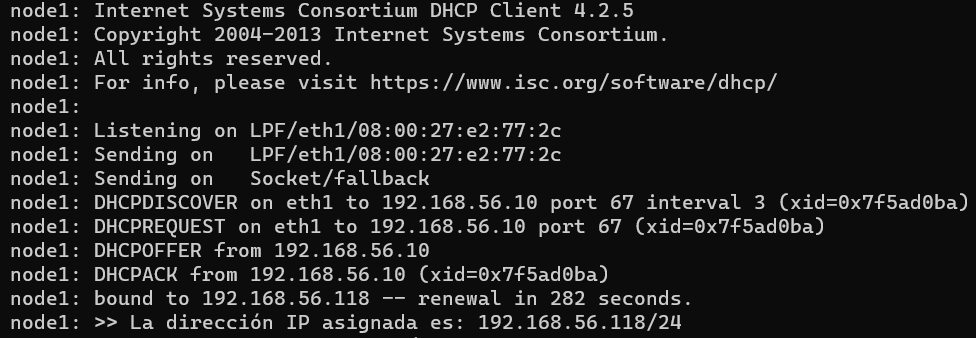 node1: Internet Systems Consortium DHCP Client 4.2.5
node1: Copyright 2004-2013 Internet Systems Consortium.
node1: All rights reserved.
node1: For info, please visit https://www.isc.org/software/dhcp/
node1:
node1: Listening on LPF/eth1/08:00:27:e2:77:2c
node1: Sending on   LPF/eth1/08:00:27:e2:77:2c
node1: Sending on   Socket/fallback
node1: DHCPDISCOVER on eth1 to 192.168.56.10 port 67 interval 3 (xid=0x7f5ad0ba)
node1: DHCPREQUEST on eth1 to 192.168.56.10 port 67 (xid=0x7f5ad0ba)
node1: DHCPOFFER from 192.168.56.10
node1: DHCPACK from 192.168.56.10 (xid=0x7f5ad0ba)
node1: bound to 192.168.56.118 -- renewal in 282 seconds.
node1: >> La dirección IP asignada es: 192.168.56.118/24